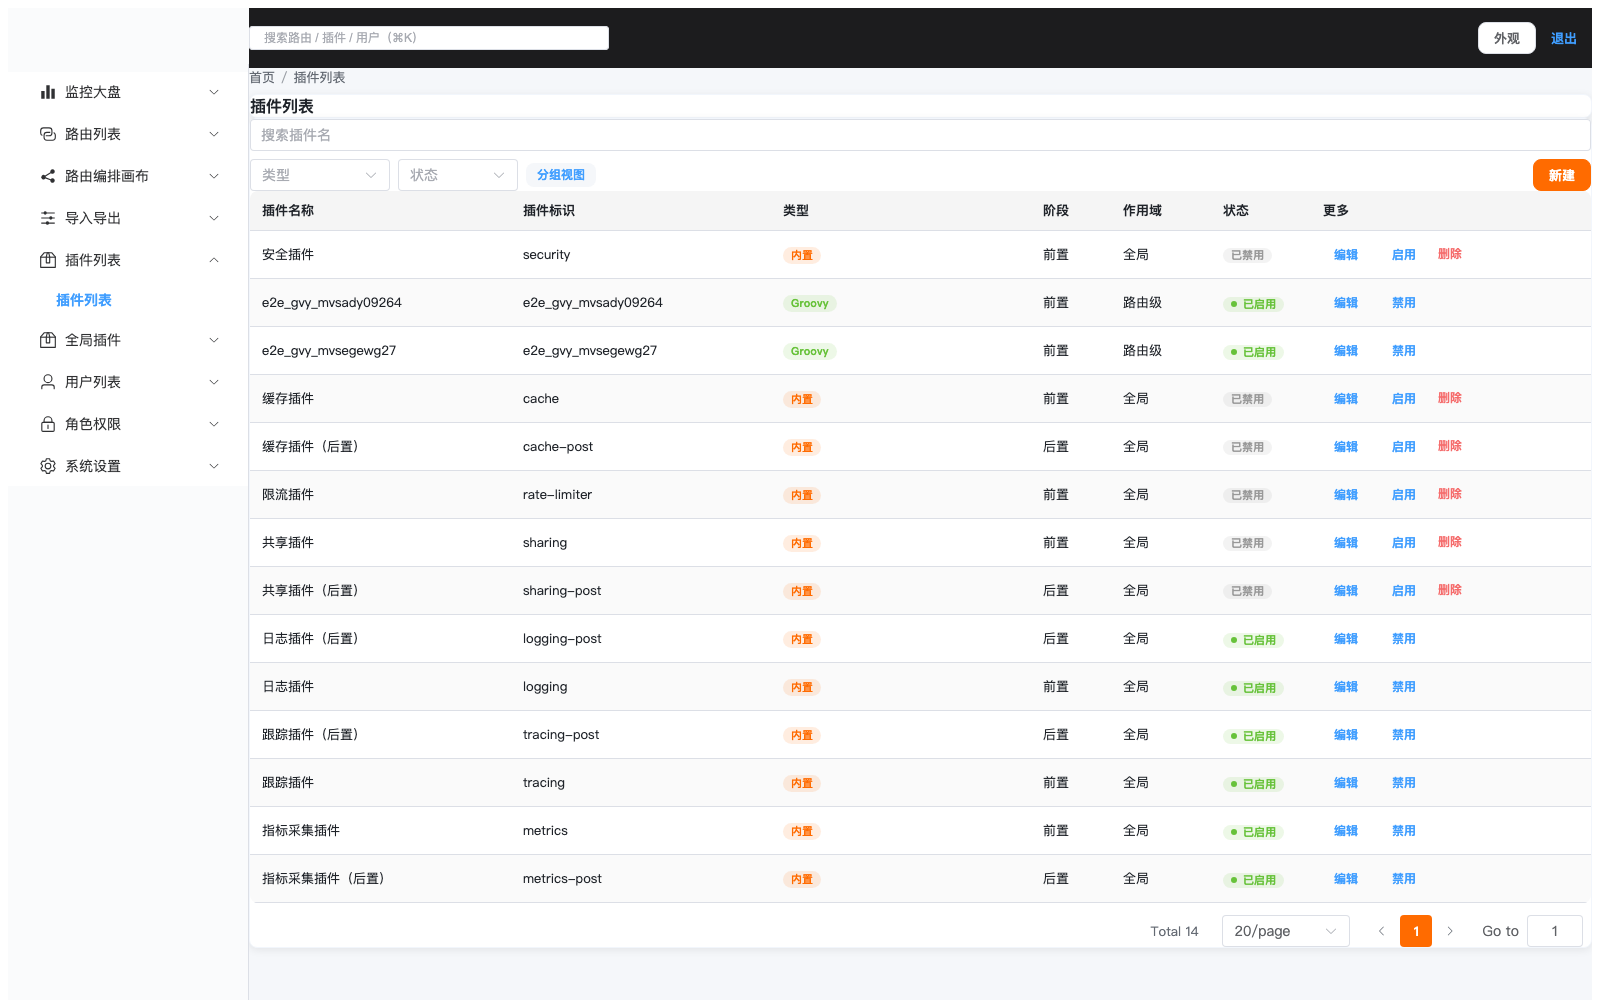 搜索路由 / 插件 / 用户（⌘K）
外观 退出
监控大盘
路由列表
路由编排画布
导入导出
插件列表
插件列表
全局插件
用户列表
角色权限
系统设置
首页 / 插件列表
插件列表
搜索插件名
类型 状态 分组视图 新建
插件名称 插件标识 类型 阶段 作用域 状态 更多
安全插件 security 内置 前置 全局 已禁用 编辑 启用 删除
e2e_gvy_mvsady09264 e2e_gvy_mvsady09264 Groovy 前置 路由级 已启用 编辑 禁用
e2e_gvy_mvsegewg27 e2e_gvy_mvsegewg27 Groovy 前置 路由级 已启用 编辑 禁用
缓存插件 cache 内置 前置 全局 已禁用 编辑 启用 删除
缓存插件（后置） cache-post 内置 后置 全局 已禁用 编辑 启用 删除
限流插件 rate-limiter 内置 前置 全局 已禁用 编辑 启用 删除
共享插件 sharing 内置 前置 全局 已禁用 编辑 启用 删除
共享插件（后置） sharing-post 内置 后置 全局 已禁用 编辑 启用 删除
日志插件（后置） logging-post 内置 后置 全局 已启用 编辑 禁用
日志插件 logging 内置 前置 全局 已启用 编辑 禁用
跟踪插件（后置） tracing-post 内置 后置 全局 已启用 编辑 禁用
跟踪插件 tracing 内置 前置 全局 已启用 编辑 禁用
指标采集插件 metrics 内置 前置 全局 已启用 编辑 禁用
指标采集插件（后置） metrics-post 内置 后置 全局 已启用 编辑 禁用
Total 14 20/page 1 Go to 1